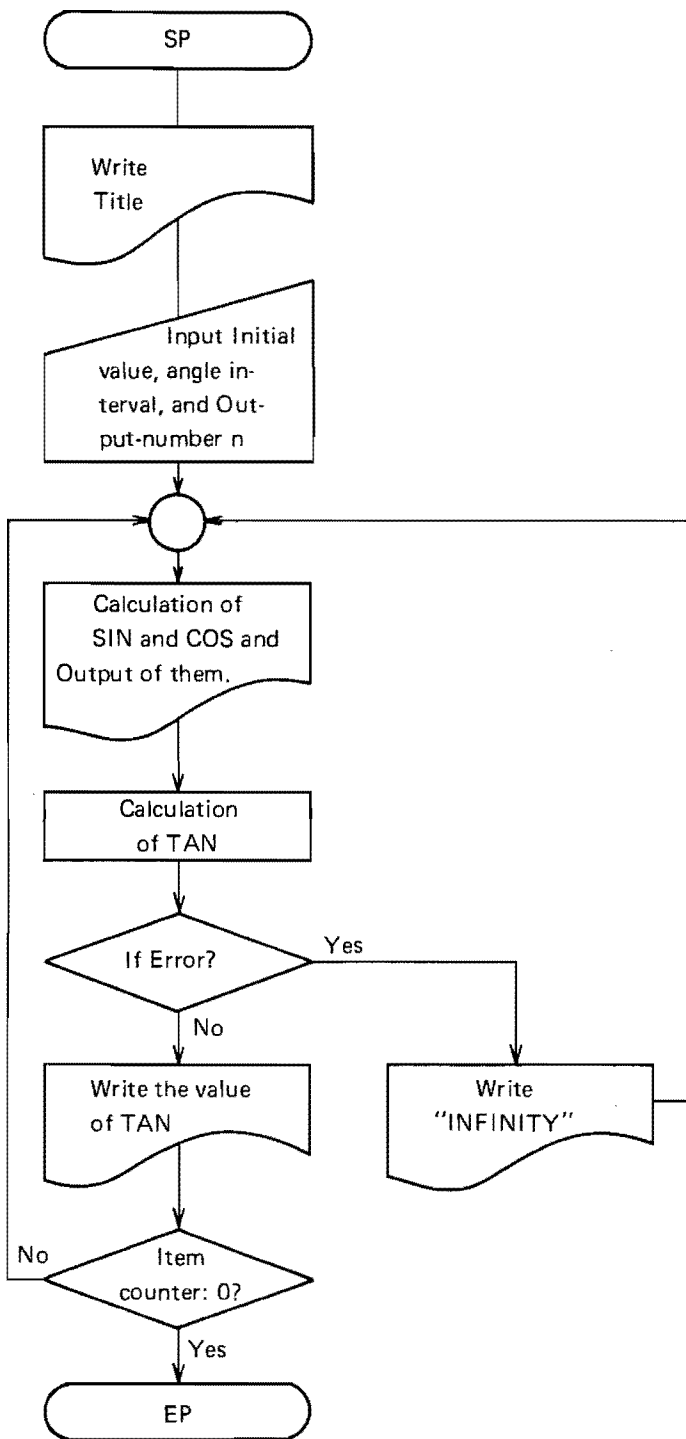 SP
Write
Title
Input Initial
value, angle in-
terval, and Out-
put-number n
Calculation of
SIN and COS and
Output of them.
Calculation
of TAN
If Error?
Yes
No
Write the value
of TAN
Write
"INFINITY"
No
Item
counter: 0?
Yes
EP